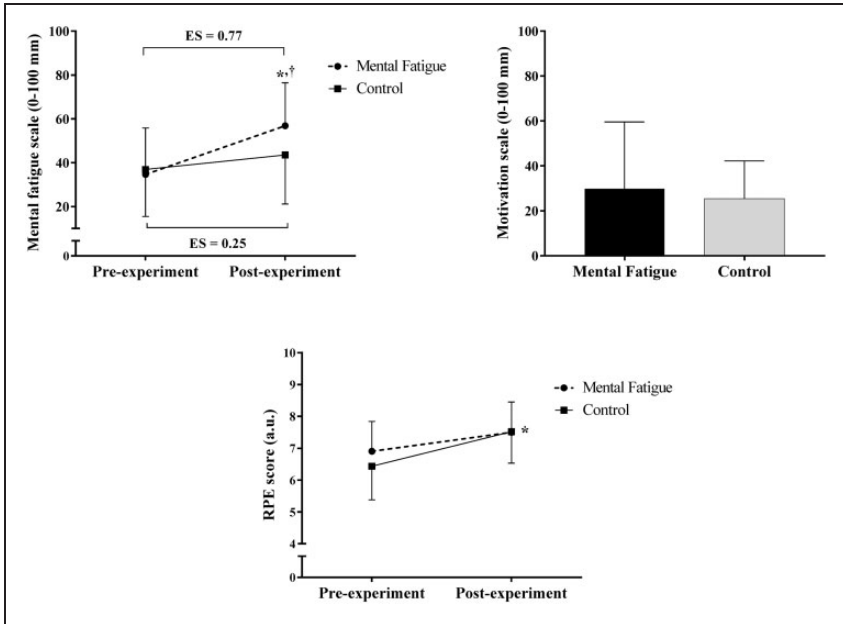 ES = 0.77
*,†
Mental Fatigue
Control
Mental fatigue scale (0-100 mm)
100
80
60
40
20
0
ES = 0.25
Pre-experiment Post-experiment
Motivation scale (0-100 mm)
100
80
60
40
20
0
Mental Fatigue Control
RPE score (a.u.)
10
9
8
7
6
5
4
0
Mental Fatigue
Control
*
Pre-experiment Post-experiment